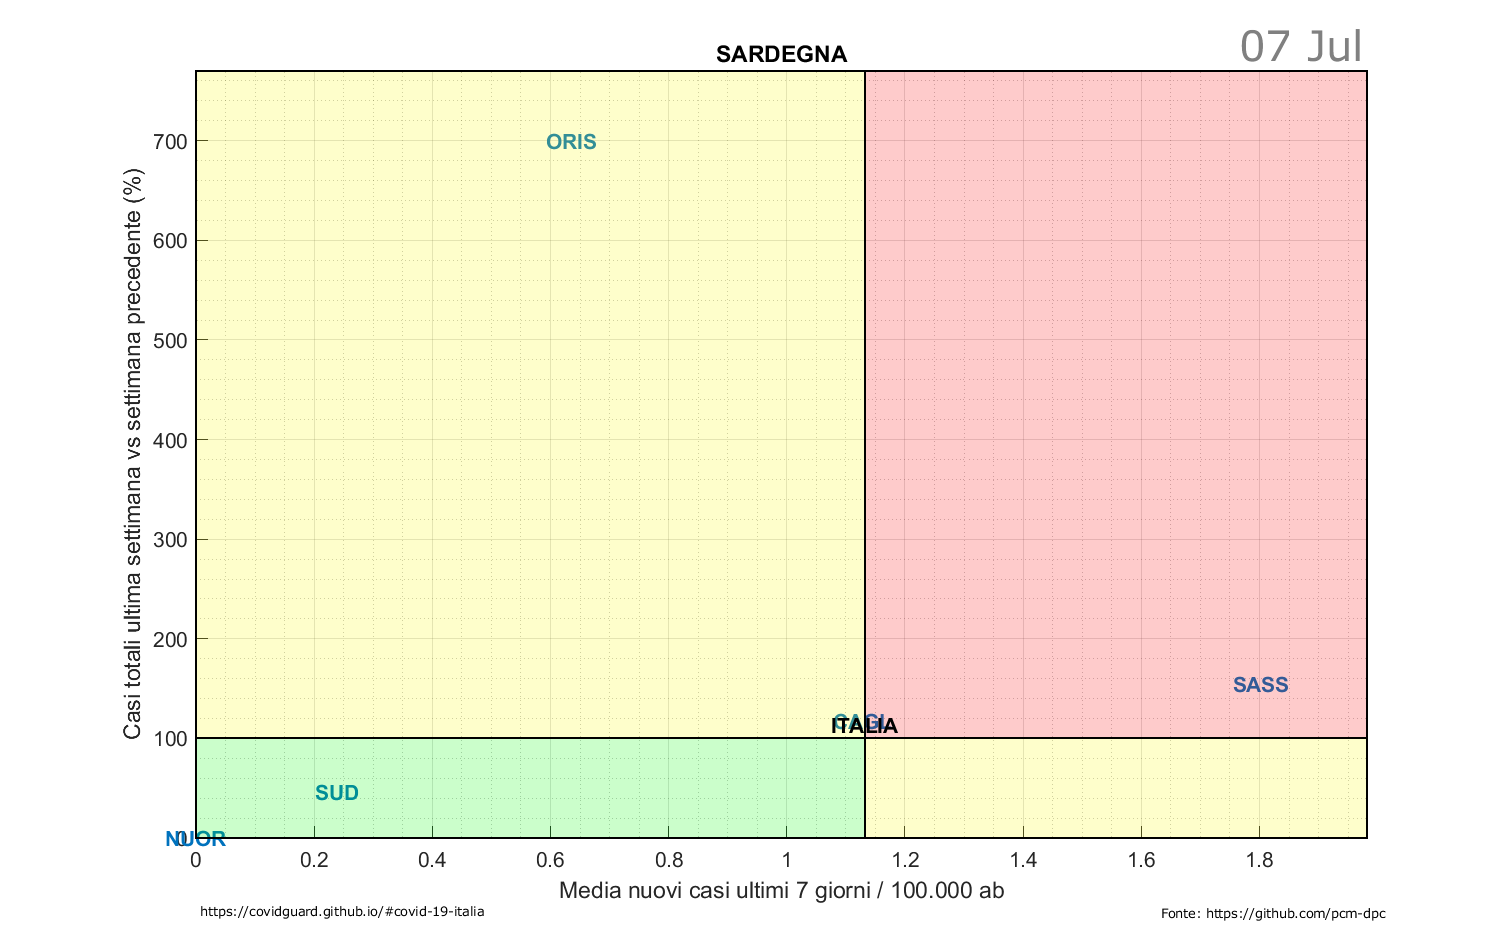 07 Jul
SARDEGNA
Casi totali ultima settimana vs settimana precedente (%)
700
600
500
400
300
200
100
0
ORIS
SASS
CAGL
ITALIA
SUD
NUOR
0
0.2
0.4
0.6
0.8
1
1.2
1.4
1.6
1.8
Media nuovi casi ultimi 7 giorni / 100.000 ab
https://covidguard.github.io/#covid-19-italia
Fonte: https://github.com/pcm-dpc